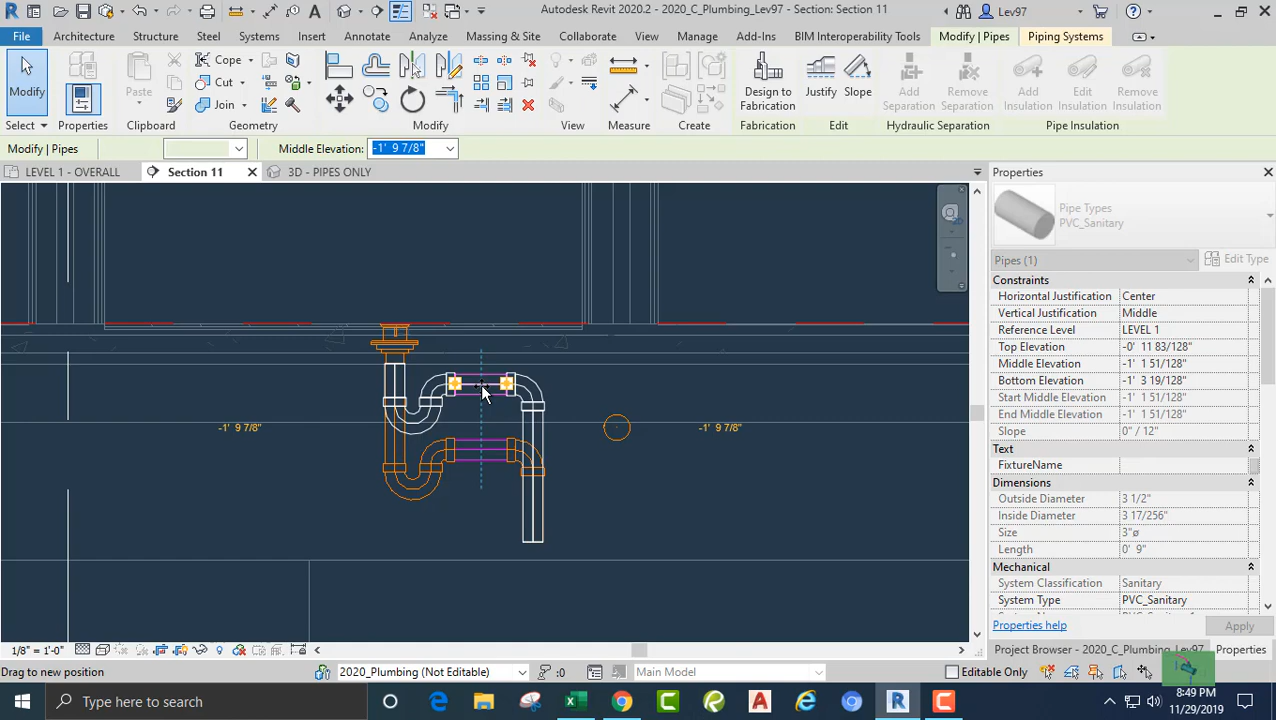 Autodesk Revit 2020.2 - 2020_C_Plumbing_Lev97 - Section: Section 11
Lev97
File Architecture Structure Steel Systems Insert Annotate Analyze Massing & Site Collaborate View Manage Add-Ins BIM Interoperability Tools Modify | Pipes Piping Systems
Modify
Paste
Cope
Cut
Join
Design to Fabrication
Justify
Slope
Add Separation
Remove Separation
Add Insulation
Edit Insulation
Remove Insulation
Select Properties Clipboard Geometry Modify View Measure Create Fabrication Edit Hydraulic Separation Pipe Insulation
Modify | Pipes Middle Elevation: -1' 9 7/8"
LEVEL 1 - OVERALL Section 11 3D - PIPES ONLY
-1' 9 7/8" -1' 9 7/8"
Properties
Pipe Types
PVC_Sanitary
Pipes (1) Edit Type
Constraints
Horizontal Justification Center
Vertical Justification Middle
Reference Level LEVEL 1
Top Elevation -0' 11 83/128"
Middle Elevation -1' 1 51/128"
Bottom Elevation -1' 3 19/128"
Start Middle Elevation -1' 1 51/128"
End Middle Elevation -1' 1 51/128"
Slope 0" / 12"
Text
FixtureName
Dimensions
Outside Diameter 3 1/2"
Inside Diameter 3 17/256"
Size 3"ø
Length 0' 9"
Mechanical
System Classification Sanitary
System Type PVC_Sanitary
Properties help Apply
Project Browser - 2020_C_Plumbing_Lev97 Properties
1/8" = 1'-0"
Drag to new position 2020_Plumbing (Not Editable) :0 Main Model Editable Only :1
Type here to search
8:49 PM
11/29/2019